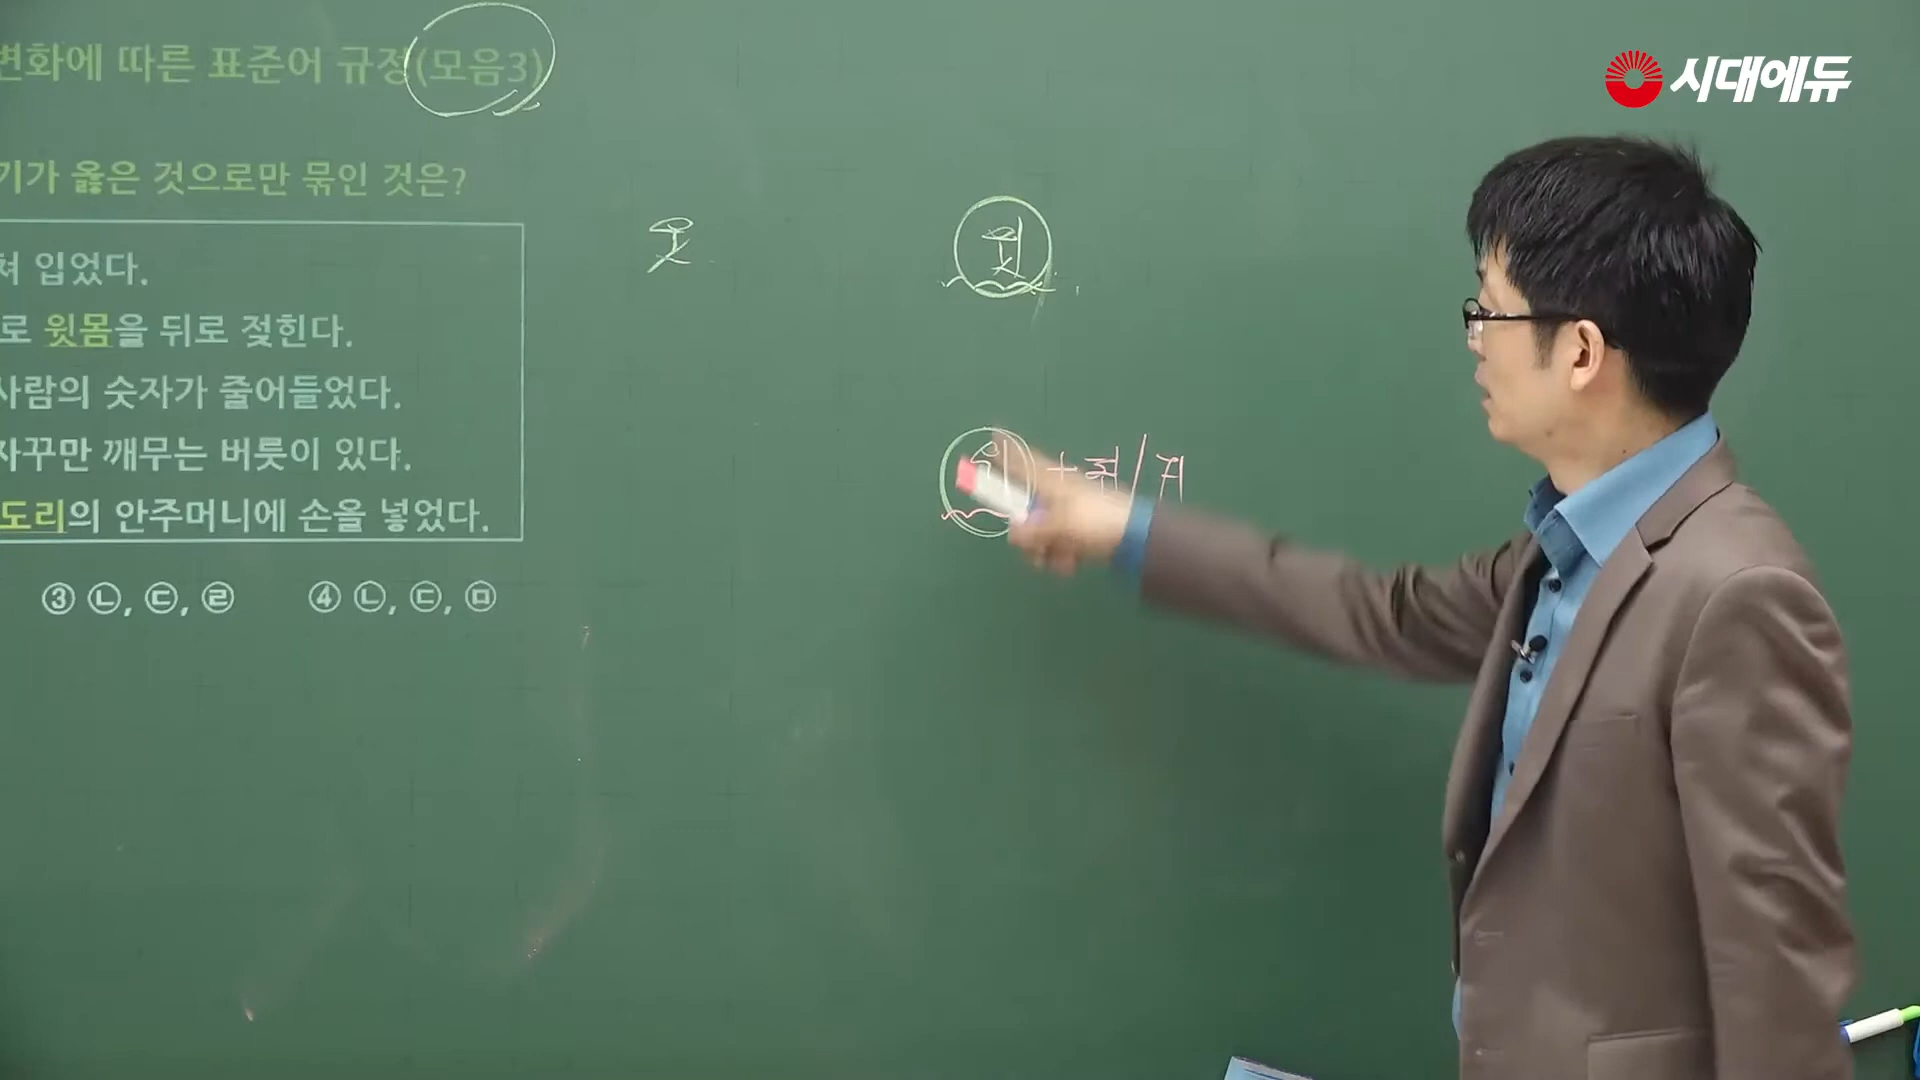 변화에 따른 표준어 규정(모음3)
시대에듀
기가 옳은 것으로만 묶인 것은?
웃 윗
쳐 입었다.
로 윗몸을 뒤로 젖힌다.
사람의 숫자가 줄어들었다.
자꾸만 깨무는 버릇이 있다.
위 +
도리의 안주머니에 손을 넣었다.
③ ㉡, ㉢, ㉣ ④ ㉡, ㉢, ㉤